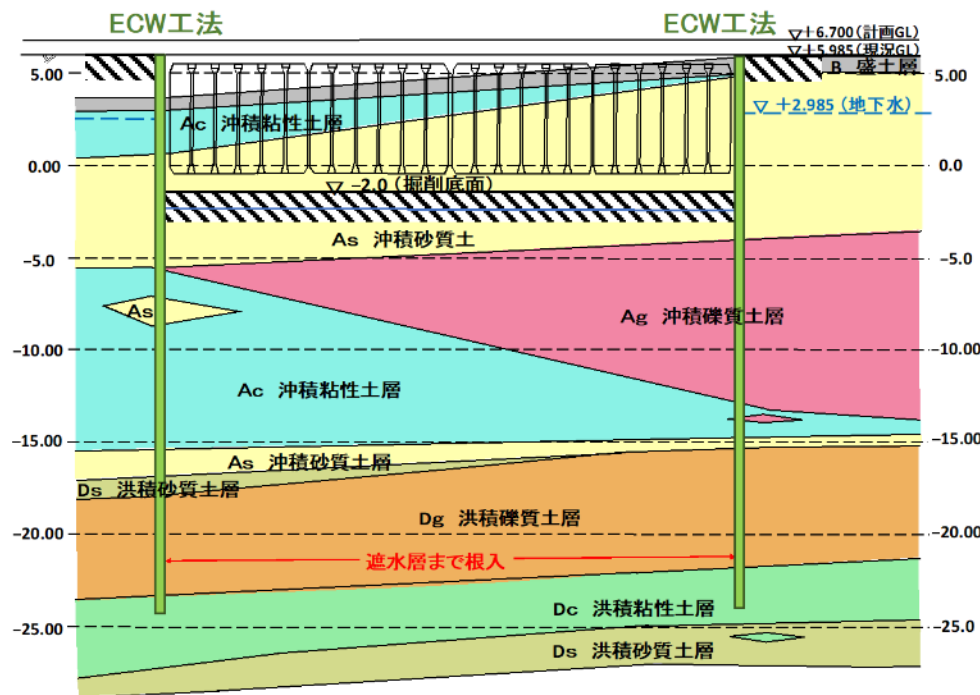 ECW工法
ECW工法
▽+6.700(計画GL)
▽+5.985(現況GL)
B 盛土層
5.00
5.00
▽ +2.985(地下水)
Ac 沖積粘性土層
0.00
0.0
▽ -2.0(掘削底面)
As 沖積砂質土
-5.0
-5.0
As
Ag 沖積礫質土層
-10.00
-10.00
Ac 沖積粘性土層
-15.00
-15.00
As 沖積砂質土層
Ds 洪積砂質土層
Dg 洪積礫質土層
-20.00
-20.00
遮水層まで根入
Dc 洪積粘性土層
-25.00
-25.0
Ds 洪積砂質土層